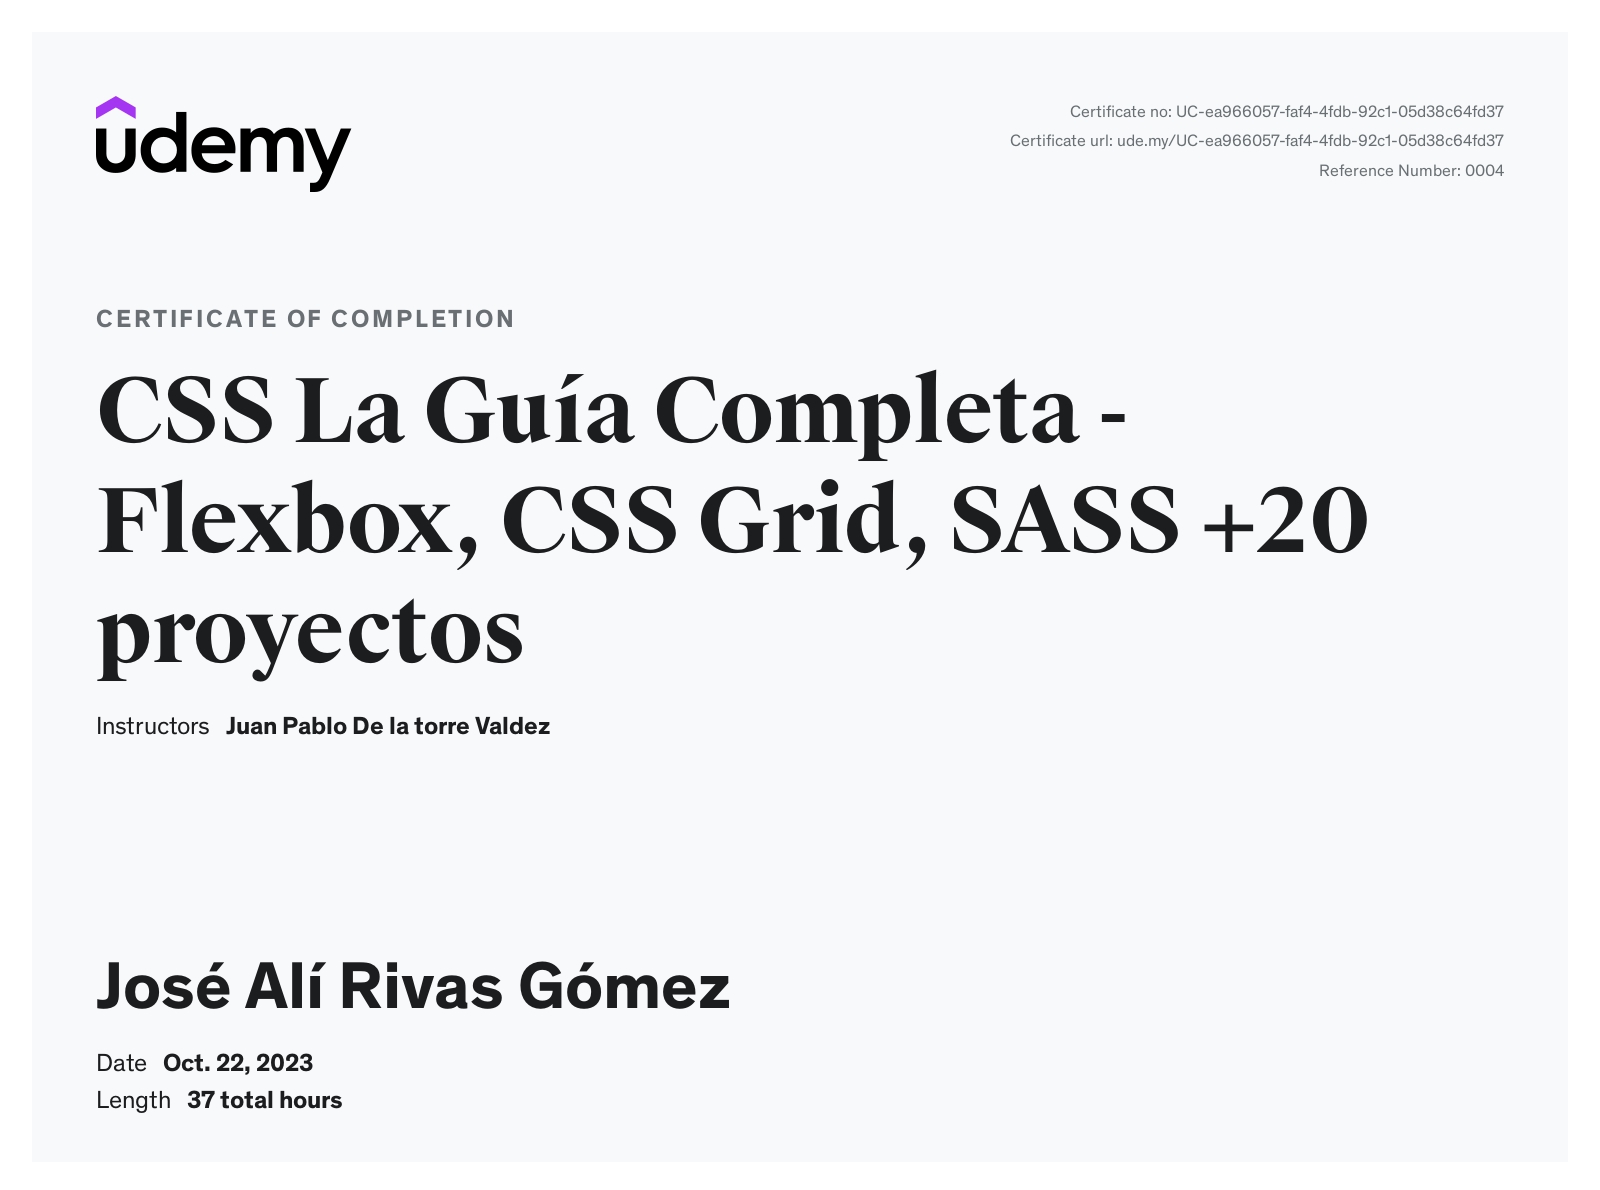 udemy
Certificate no: UC-ea966057-faf4-4fdb-92c1-05d38c64fd37
Certificate url: ude.my/UC-ea966057-faf4-4fdb-92c1-05d38c64fd37
Reference Number: 0004
CERTIFICATE OF COMPLETION
CSS La Guía Completa -
Flexbox, CSS Grid, SASS +20
proyectos
Instructors Juan Pablo De la torre Valdez
José Alí Rivas Gómez
Date Oct. 22, 2023
Length 37 total hours